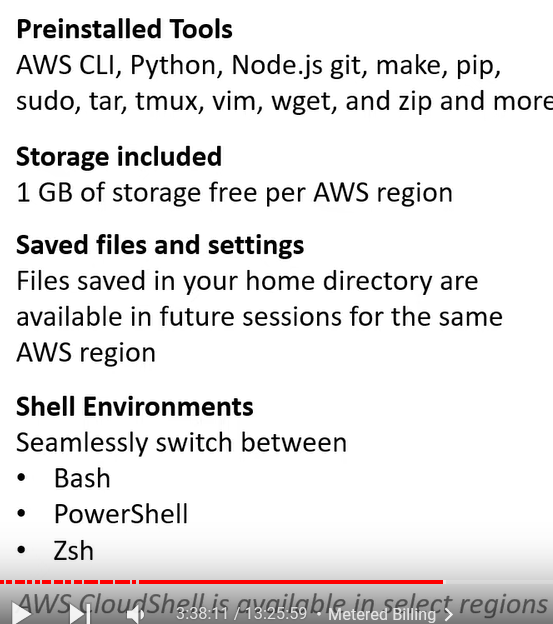 Preinstalled Tools
AWS CLI, Python, Node.js git, make, pip,
sudo, tar, tmux, vim, wget, and zip and more
Storage included
1 GB of storage free per AWS region
Saved files and settings
Files saved in your home directory are
available in future sessions for the same
AWS region
Shell Environments
Seamlessly switch between
• Bash
• PowerShell
• Zsh
AWS CloudShell is available in select regions
3:38:11 / 13:25:59 • Metered Billing >